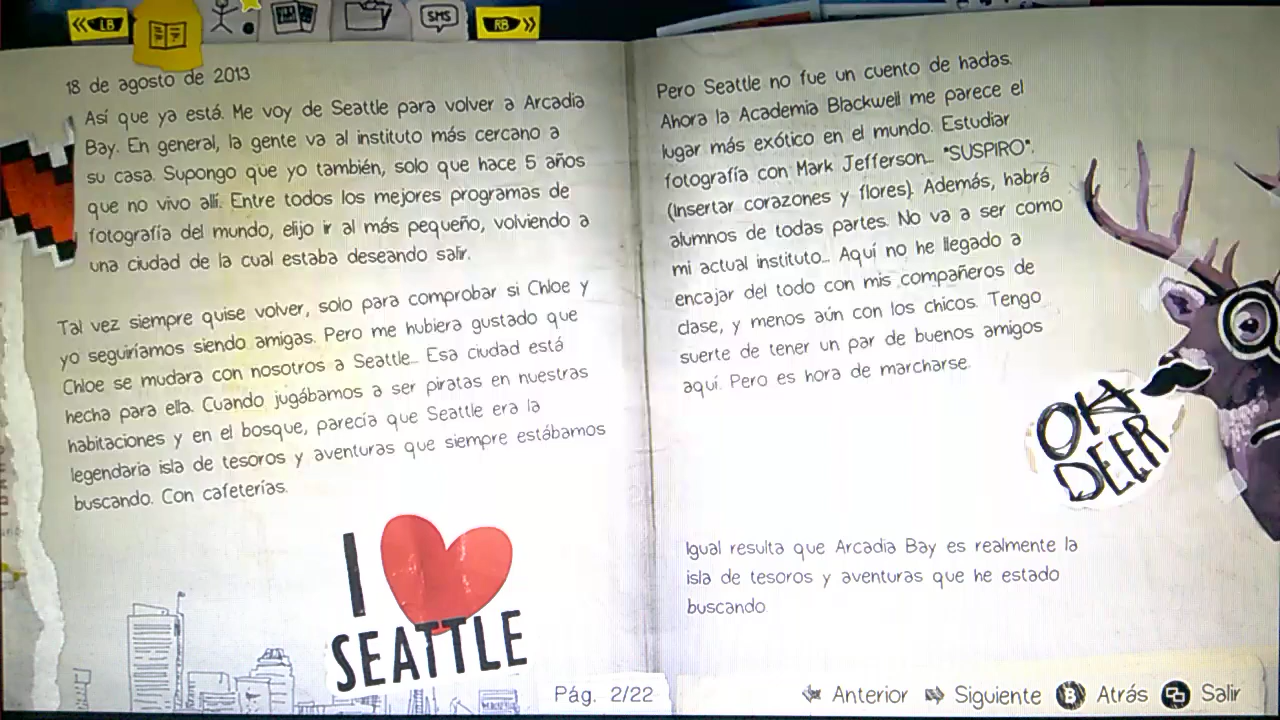 LB
SMS
RB
18 de agosto de 2013
Así que ya está. Me voy de Seattle para volver a Arcadia
Bay. En general, la gente va al instituto más cercano a
su casa. Supongo que yo también, solo que hace 5 años
que no vivo allí. Entre todos los mejores programas de
fotografía del mundo, elijo ir al más pequeño, volviendo a
una ciudad de la cual estaba deseando salir.
Tal vez siempre quise volver, solo para comprobar si Chloe y
yo seguiríamos siendo amigas. Pero me hubiera gustado que
Chloe se mudara con nosotros a Seattle... Esa ciudad está
hecha para ella. Cuando jugábamos a ser piratas en nuestras
habitaciones y en el bosque, parecía que Seattle era la
legendaria isla de tesoros y aventuras que siempre estábamos
buscando. Con cafeterías.
I
SEATTLE
Pero Seattle no fue un cuento de hadas.
Ahora la Academia Blackwell me parece el
lugar más exótico en el mundo. Estudiar
fotografía con Mark Jefferson... "SUSPIRO".
(Insertar corazones y flores). Además, habrá
alumnos de todas partes. No va a ser como
mi actual instituto... Aquí no he llegado a
encajar del todo con mis compañeros de
clase, y menos aún con los chicos. Tengo
suerte de tener un par de buenos amigos
aquí. Pero es hora de marcharse.
OH
DEER
Igual resulta que Arcadia Bay es realmente la
isla de tesoros y aventuras que he estado
buscando.
Pág. 2/22
Anterior
Siguiente
B
Atrás
Salir